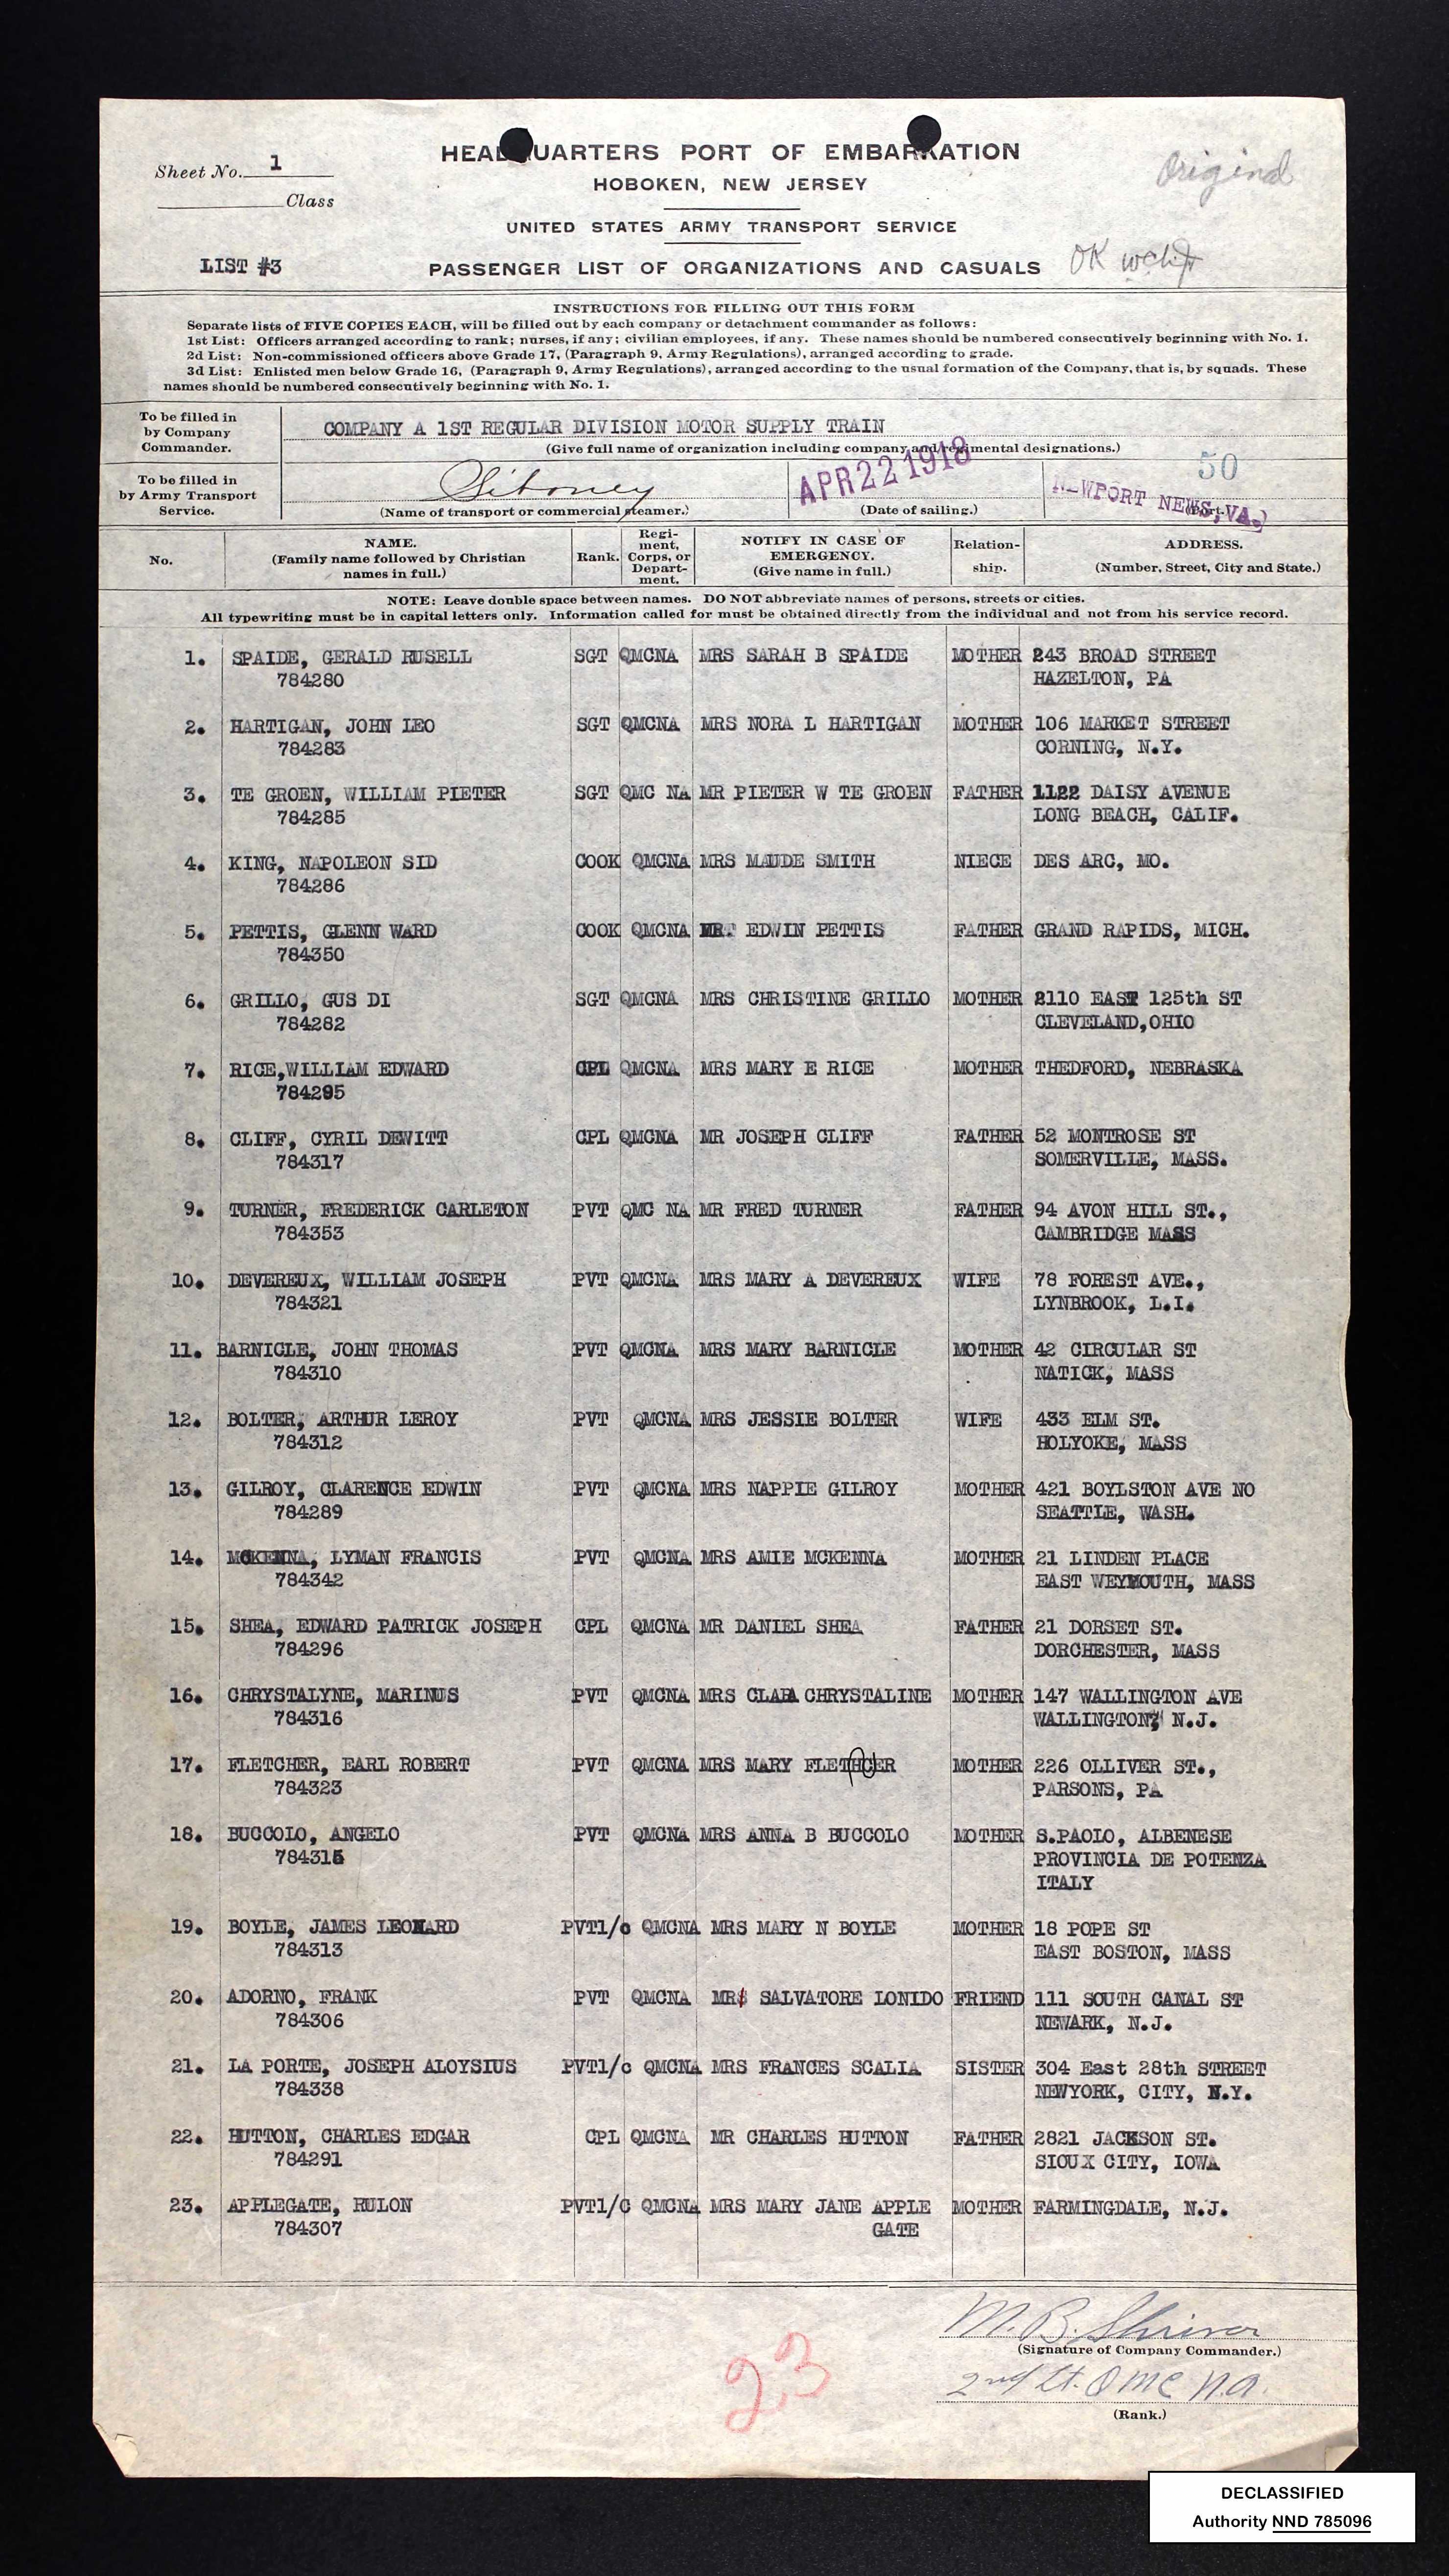 Sheet No. 1
Class
HEADQUARTERS PORT OF EMBARKATION
HOBOKEN, NEW JERSEY
Original
UNITED STATES ARMY TRANSPORT SERVICE
LIST #3
PASSENGER LIST OF ORGANIZATIONS AND CASUALS
OK
INSTRUCTIONS FOR FILLING OUT THIS FORM
Separate lists of FIVE COPIES EACH, will be filled out by each company or detachment commander as follows:
1st List: Officers arranged according to rank; nurses, if any; civilian employees, if any. These names should be numbered consecutively beginning with No. 1.
2d List: Non-commissioned officers above Grade 17, (Paragraph 9, Army Regulations), arranged according to grade.
3d List: Enlisted men below Grade 16, (Paragraph 9, Army Regulations), arranged according to the usual formation of the Company, that is, by squads. These
names should be numbered consecutively beginning with No. 1.
To be filled in
by Company
Commander.
COMPANY A 1ST REGULAR DIVISION MOTOR SUPPLY TRAIN
(Give full name of organization including company and regimental designations.)
To be filled in
by Army Transport
Service.
Siboney
(Name of transport or commercial steamer.)
APR 22 1918
(Date of sailing.)
50
NEWPORT NEWS, VA.
(Port.)
No.
NAME.
(Family name followed by Christian
names in full.)
Rank.
Regi-
ment,
Corps, or
Depart-
ment.
NOTIFY IN CASE OF
EMERGENCY.
(Give name in full.)
Relation-
ship.
ADDRESS.
(Number, Street, City and State.)
NOTE: Leave double space between names. DO NOT abbreviate names of persons, streets or cities.
All typewriting must be in capital letters only. Information called for must be obtained directly from the individual and not from his service record.
1. SPAIDE, GERALD RUSELL SGT QMCNA MRS SARAH B SPAIDE MOTHER 243 BROAD STREET
784280 HAZELTON, PA
2. HARTIGAN, JOHN LEO SGT QMCNA MRS NORA L HARTIGAN MOTHER 106 MARKET STREET
784283 CORNING, N.Y.
3. TE GROEN, WILLIAM PIETER SGT QMC NA MR PIETER W TE GROEN FATHER 1122 DAISY AVENUE
784285 LONG BEACH, CALIF.
4. KING, NAPOLEON SID COOK QMCNA MRS MAUDE SMITH NIECE DES ARC, MO.
784286
5. PETTIS, GLENN WARD COOK QMCNA MR. EDWIN PETTIS FATHER GRAND RAPIDS, MICH.
784350
6. GRILLO, GUS DI SGT QMCNA MRS CHRISTINE GRILLO MOTHER 2110 EAST 125th ST
784282 CLEVELAND,OHIO
7. RICE,WILLIAM EDWARD CPL QMCNA MRS MARY E RICE MOTHER THEDFORD, NEBRASKA
784295
8. CLIFF, CYRIL DEWITT CPL QMCNA MR JOSEPH CLIFF FATHER 52 MONTROSE ST
784317 SOMERVILLE, MASS.
9. TURNER, FREDERICK CARLETON PVT QMC NA MR FRED TURNER FATHER 94 AVON HILL ST.,
784353 CAMBRIDGE MASS
10. DEVEREUX, WILLIAM JOSEPH PVT QMCNA MRS MARY A DEVEREUX WIFE 78 FOREST AVE.,
784321 LYNBROOK, L.I.
11. BARNICLE, JOHN THOMAS PVT QMCNA MRS MARY BARNICLE MOTHER 42 CIRCULAR ST
784310 NATICK, MASS
12. BOLTER, ARTHUR LEROY PVT QMCNA MRS JESSIE BOLTER WIFE 433 ELM ST.
784312 HOLYOKE, MASS
13. GILROY, CLARENCE EDWIN PVT QMCNA MRS NAPPIE GILROY MOTHER 421 BOYLSTON AVE NO
784289 SEATTLE, WASH.
14. MCKENNA, LYMAN FRANCIS PVT QMCNA MRS AMIE MCKENNA MOTHER 21 LINDEN PLACE
784342 EAST WEYMOUTH, MASS
15. SHEA, EDWARD PATRICK JOSEPH CPL QMCNA MR DANIEL SHEA FATHER 21 DORSET ST.
784296 DORCHESTER, MASS
16. CHRYSTALYNE, MARINUS PVT QMCNA MRS CLARA CHRYSTALINE MOTHER 147 WALLINGTON AVE
784316 WALLINGTON, N.J.
17. FLETCHER, EARL ROBERT PVT QMCNA MRS MARY FLETHCER MOTHER 226 OLLIVER ST.,
784323 PARSONS, PA
18. BUCCOLO, ANGELO PVT QMCNA MRS ANNA B BUCCOLO MOTHER S.PAOLO, ALBENESE
784315 PROVINCIA DE POTENZA
ITALY
19. BOYLE, JAMES LEONARD PVT1/c QMCNA MRS MARY N BOYLE MOTHER 18 POPE ST
784313 EAST BOSTON, MASS
20. ADORNO, FRANK PVT QMCNA MRS SALVATORE LONIDO FRIEND 111 SOUTH CANAL ST
784306 NEWARK, N.J.
21. LA PORTE, JOSEPH ALOYSIUS PVT1/c QMCNA MRS FRANCES SCALIA SISTER 304 East 28th STREET
784338 NEWYORK, CITY, N.Y.
22. HUTTON, CHARLES EDGAR CPL QMCNA MR CHARLES HUTTON FATHER 2821 JACKSON ST.
784291 SIOUX CITY, IOWA
23. APPLEGATE, RULON PVT1/C QMCNA MRS MARY JANE APPLE MOTHER FARMINGDALE, N.J.
784307 GATE
M. B. Shriver
(Signature of Company Commander.)
23
2nd Lt. QMC N.A.
(Rank.)
DECLASSIFIED
Authority NND 785096